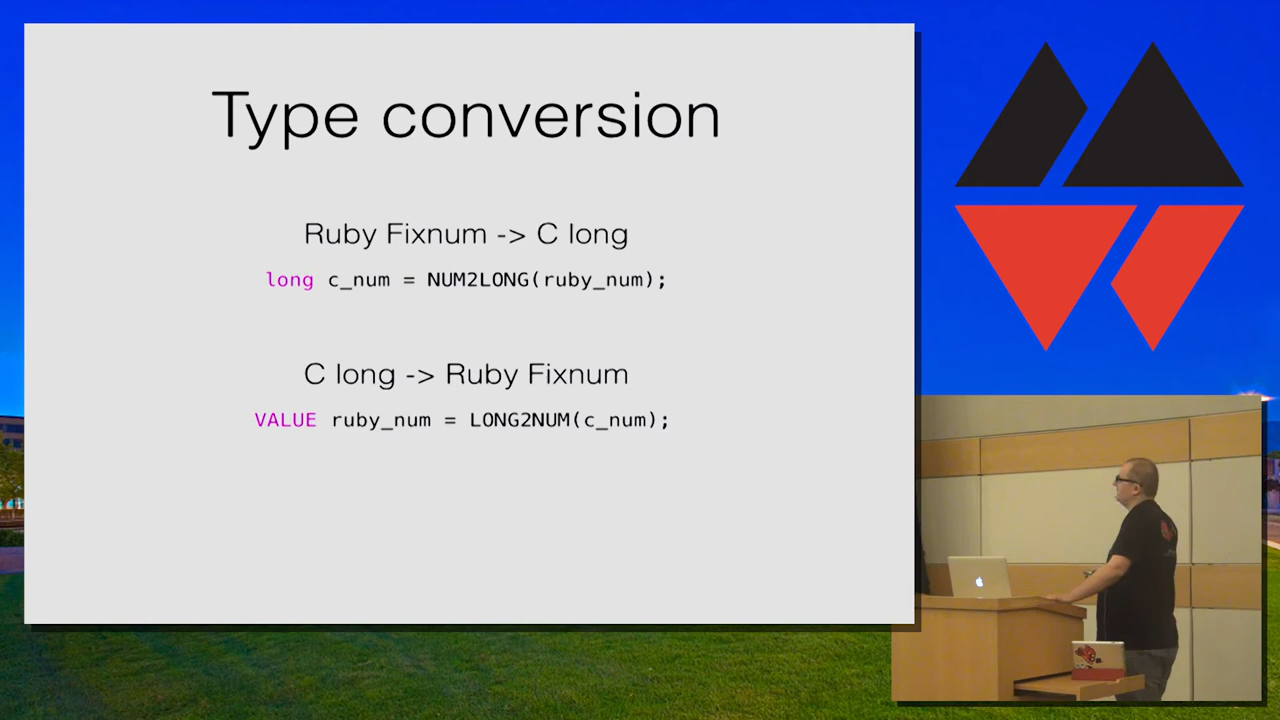 Type conversion
Ruby Fixnum -> C long
long c_num = NUM2LONG(ruby_num);
C long -> Ruby Fixnum
VALUE ruby_num = LONG2NUM(c_num);